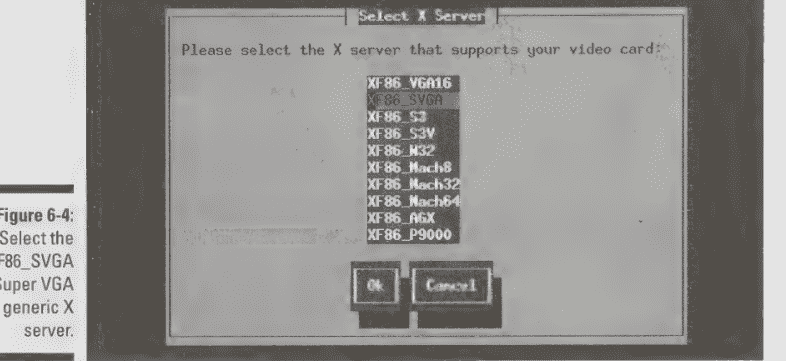 Select X Server
Please select the X server that supports your video card:
XF86_VGA16
XF86_SVGA
XF86_S3
XF86_S3V
XF86_W32
XF86_Mach8
XF86_Mach32
XF86_Mach64
XF86_AGX
XF86_P9000
Ok
Cancel
Figure 6-4:
Select the
F86_SVGA
Super VGA
generic X
server.